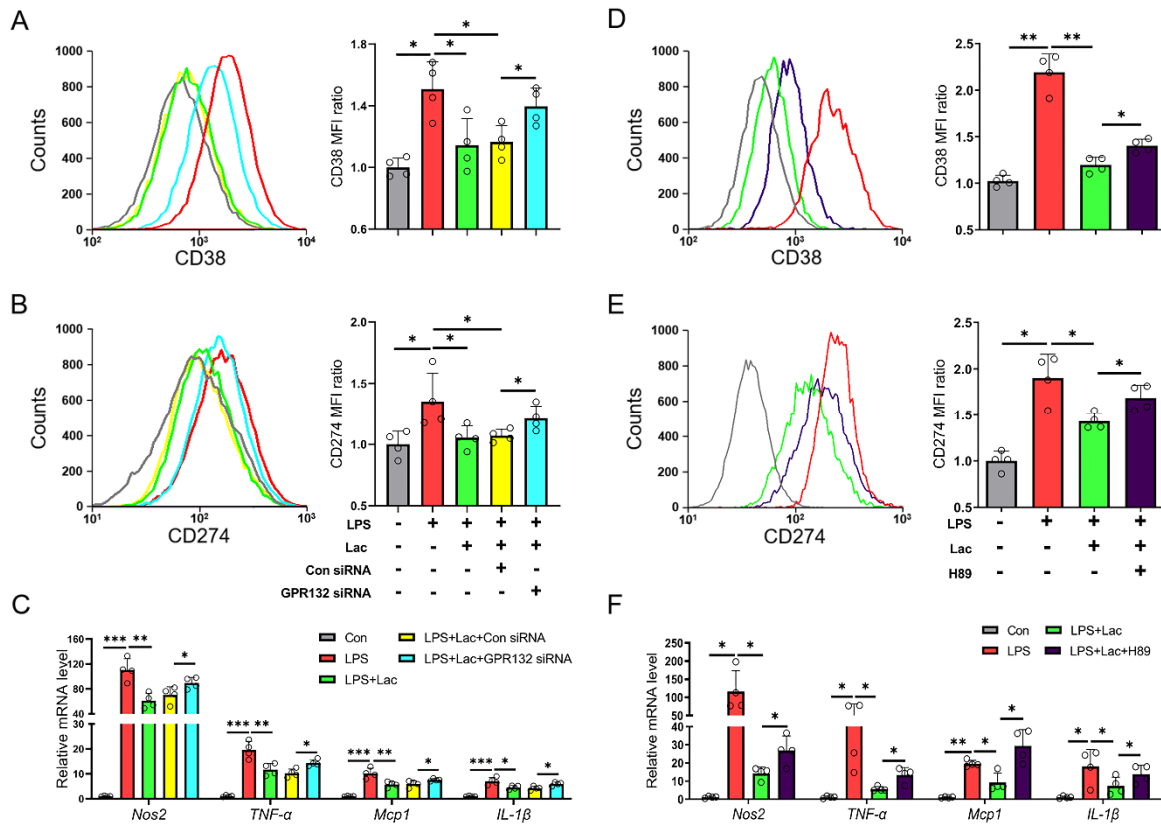 A
1000
800
600
400
200
0
Counts
10² 10³ 10⁴
CD38
1.8
1.4
1.0
0.6
CD38 MFI ratio
* * * *
B
1000
800
600
400
200
0
Counts
10¹ 10² 10³
CD274
2.0
1.5
1.0
0.5
CD274 MFI ratio
* * * *
LPS - + + + +
Lac - - + + +
Con siRNA - - - + -
GPR132 siRNA - - - - +
C
Relative mRNA level
160
120
80
40
30
20
10
0
Con
LPS
LPS+Lac
LPS+Lac+Con siRNA
LPS+Lac+GPR132 siRNA
*** ** *
*** ** *
*** ** *
*** * *
Nos2 TNF-α Mcp1 IL-1β
D
1000
800
600
400
200
0
Counts
10² 10³ 10⁴
CD38
2.5
2.0
1.5
1.0
0.5
CD38 MFI ratio
** ** *
E
1000
800
600
400
200
0
Counts
10¹ 10² 10³
CD274
2.5
2.0
1.5
1.0
0.5
CD274 MFI ratio
* * *
LPS - + + +
Lac - - + +
H89 - - - +
F
Relative mRNA level
250
200
150
100
50
40
30
20
10
0
Con
LPS
LPS+Lac
LPS+Lac+H89
* * *
* * *
** * *
* * *
Nos2 TNF-α Mcp1 IL-1β